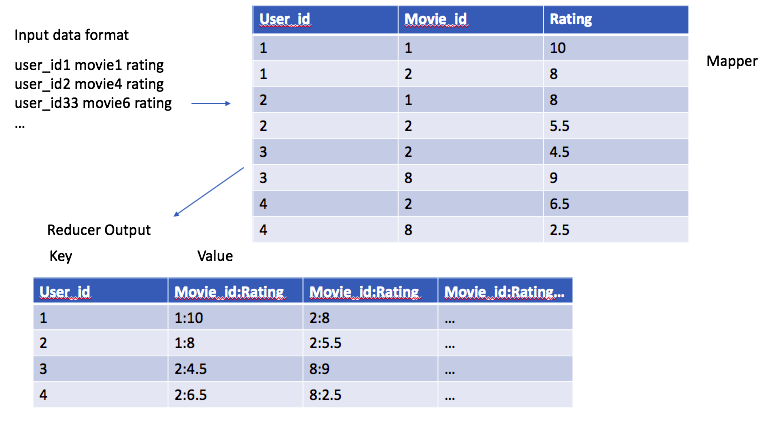 Input data format
user_id1 movie1 rating
user_id2 movie4 rating
user_id33 movie6 rating
...
User_id Movie_id Rating
1 1 10
1 2 8
2 1 8
2 2 5.5
3 2 4.5
3 8 9
4 2 6.5
4 8 2.5
Mapper
Reducer Output
Key Value
User_id Movie_id:Rating Movie_id:Rating Movie_id:Rating...
1 1:10 2:8 ...
2 1:8 2:5.5 ...
3 2:4.5 8:9 ...
4 2:6.5 8:2.5 ...